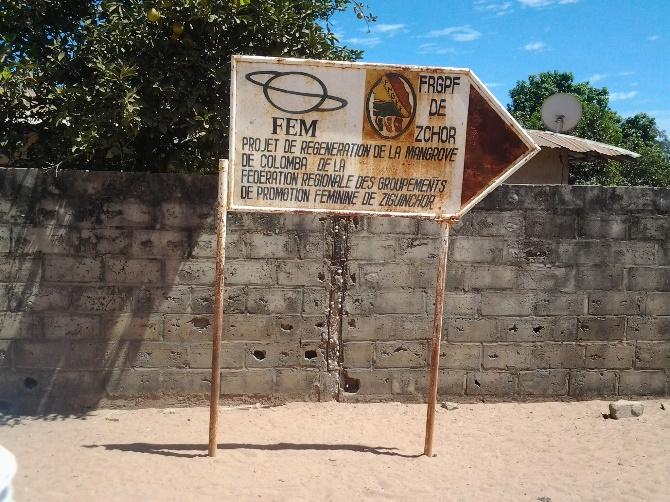 FEM
FRGPF
DE
ZCHOR
PROJET DE REGENERATION DE LA MANGROVE
DE COLOMBA DE LA
FEDERATION REGIONALE DES GROUPEMENTS
DE PROMOTION FEMININE DE ZIGUINCHOR